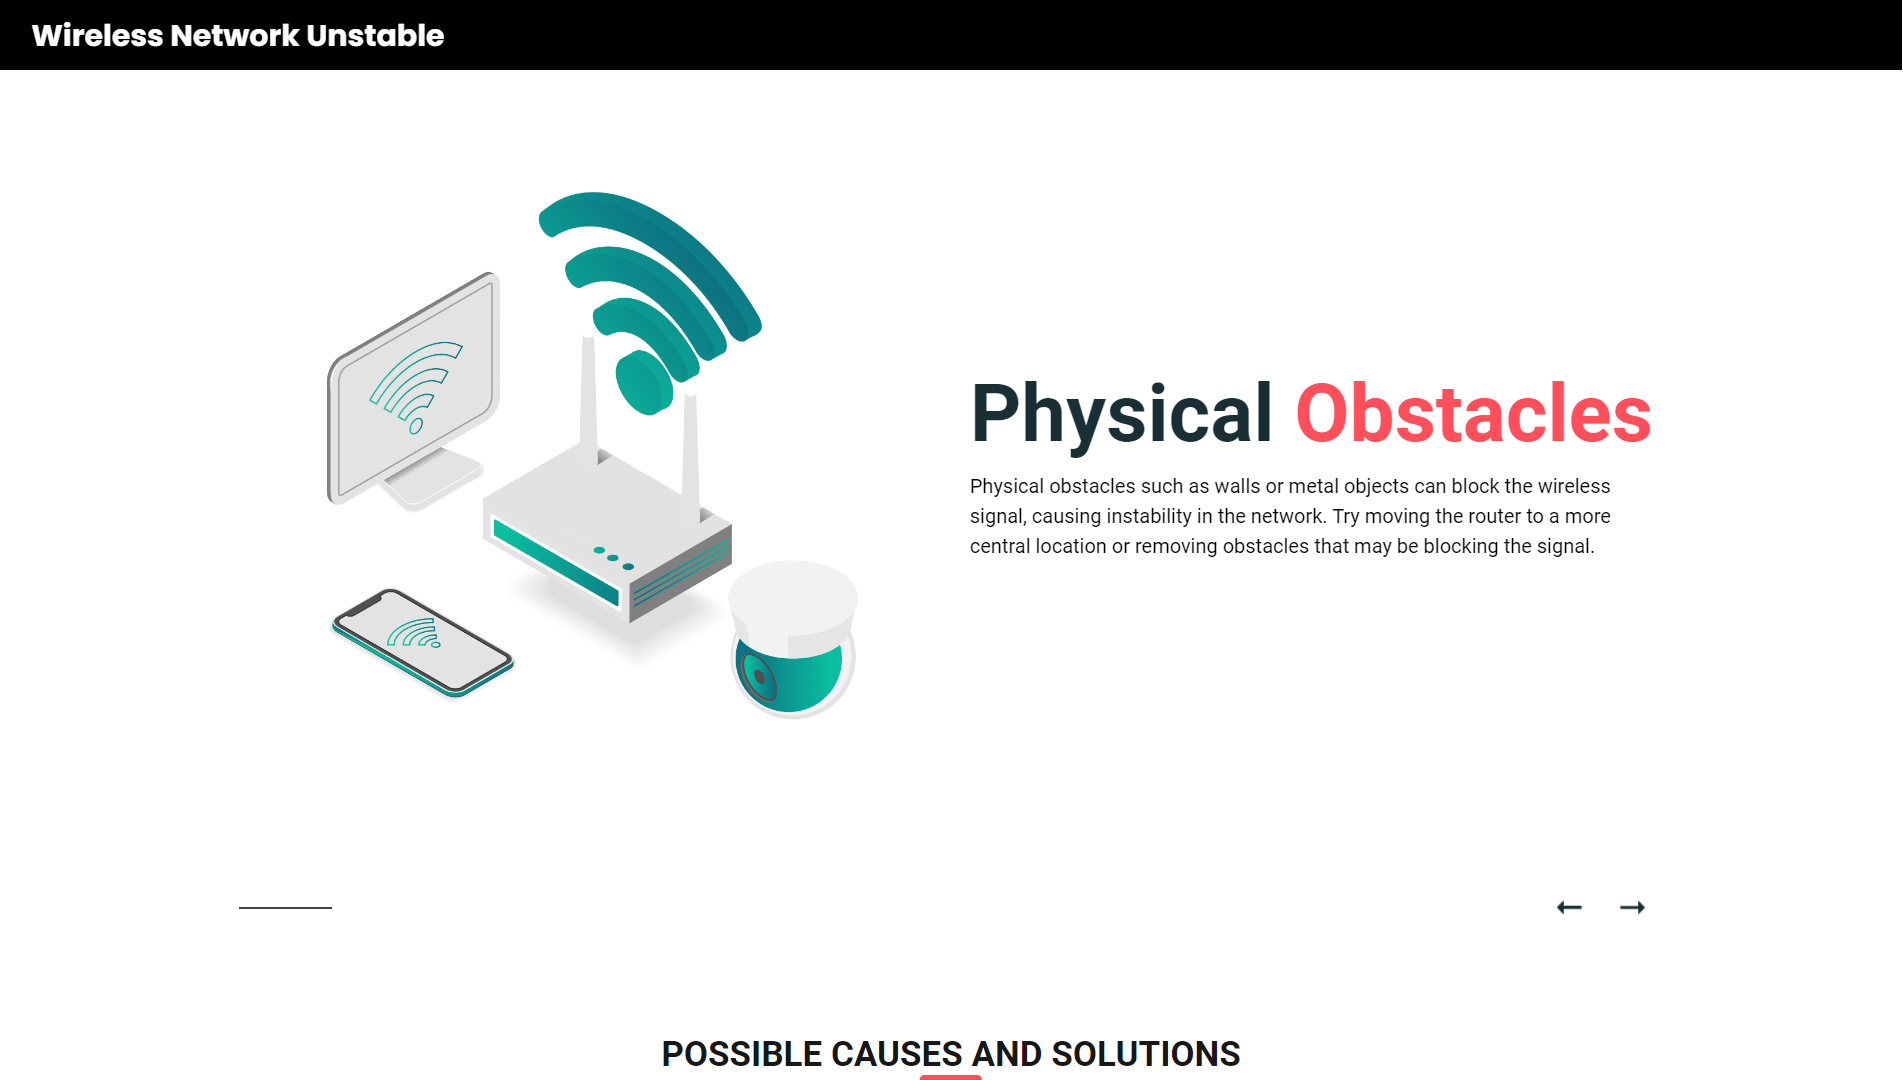 Wireless Network Unstable
Physical Obstacles
Physical obstacles such as walls or metal objects can block the wireless
signal, causing instability in the network. Try moving the router to a more
central location or removing obstacles that may be blocking the signal.
POSSIBLE CAUSES AND SOLUTIONS